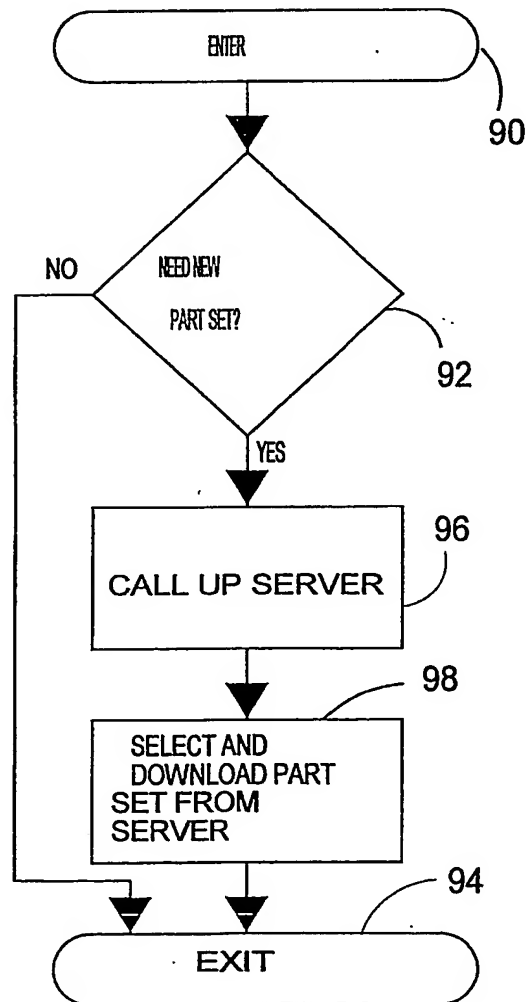 ENTER
90
NO
NEED NEW
PART SET?
92
YES
96
CALL UP SERVER
98
SELECT AND
DOWNLOAD PART
SET FROM
SERVER
94
EXIT